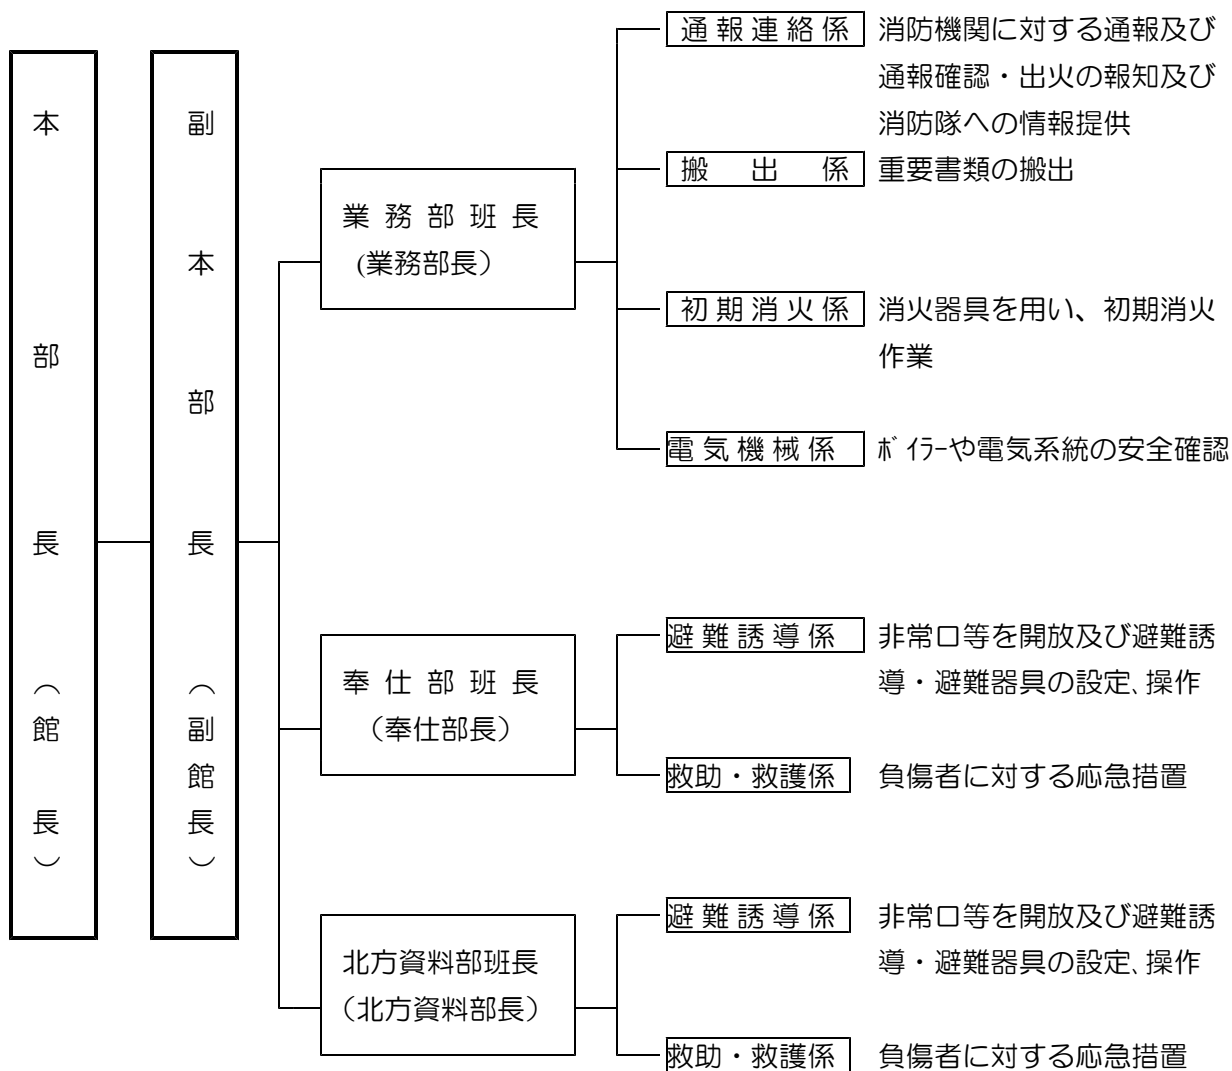 本部長（館長）
副本部長（副館長）
業務部班長
(業務部長）
通報連絡係
消防機関に対する通報及び
通報確認・出火の報知及び
消防隊への情報提供
搬出係
重要書類の搬出
初期消火係
消火器具を用い、初期消火
作業
電気機械係
ﾎﾞｲﾗｰや電気系統の安全確認
奉仕部班長
（奉仕部長）
避難誘導係
非常口等を開放及び避難誘
導・避難器具の設定､操作
救助・救護係
負傷者に対する応急措置
北方資料部班長
（北方資料部長）
避難誘導係
非常口等を開放及び避難誘
導・避難器具の設定､操作
救助・救護係
負傷者に対する応急措置